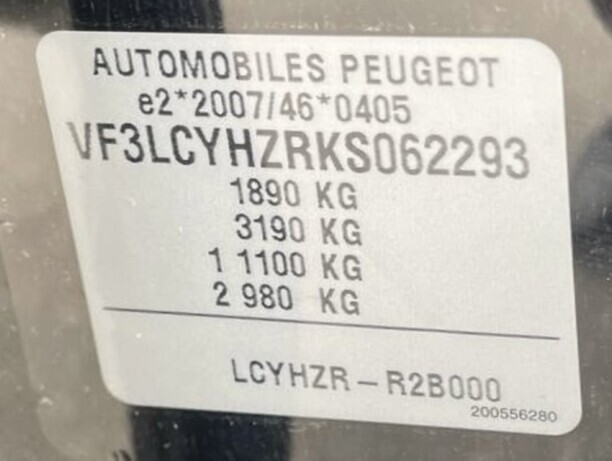 AUTOMOBILES PEUGEOT
e2*2007/46*0405
VF3LCYHZRKS062293
1890 KG
3190 KG
1 1100 KG
2 980 KG
LCYHZR – R2B000
200556280